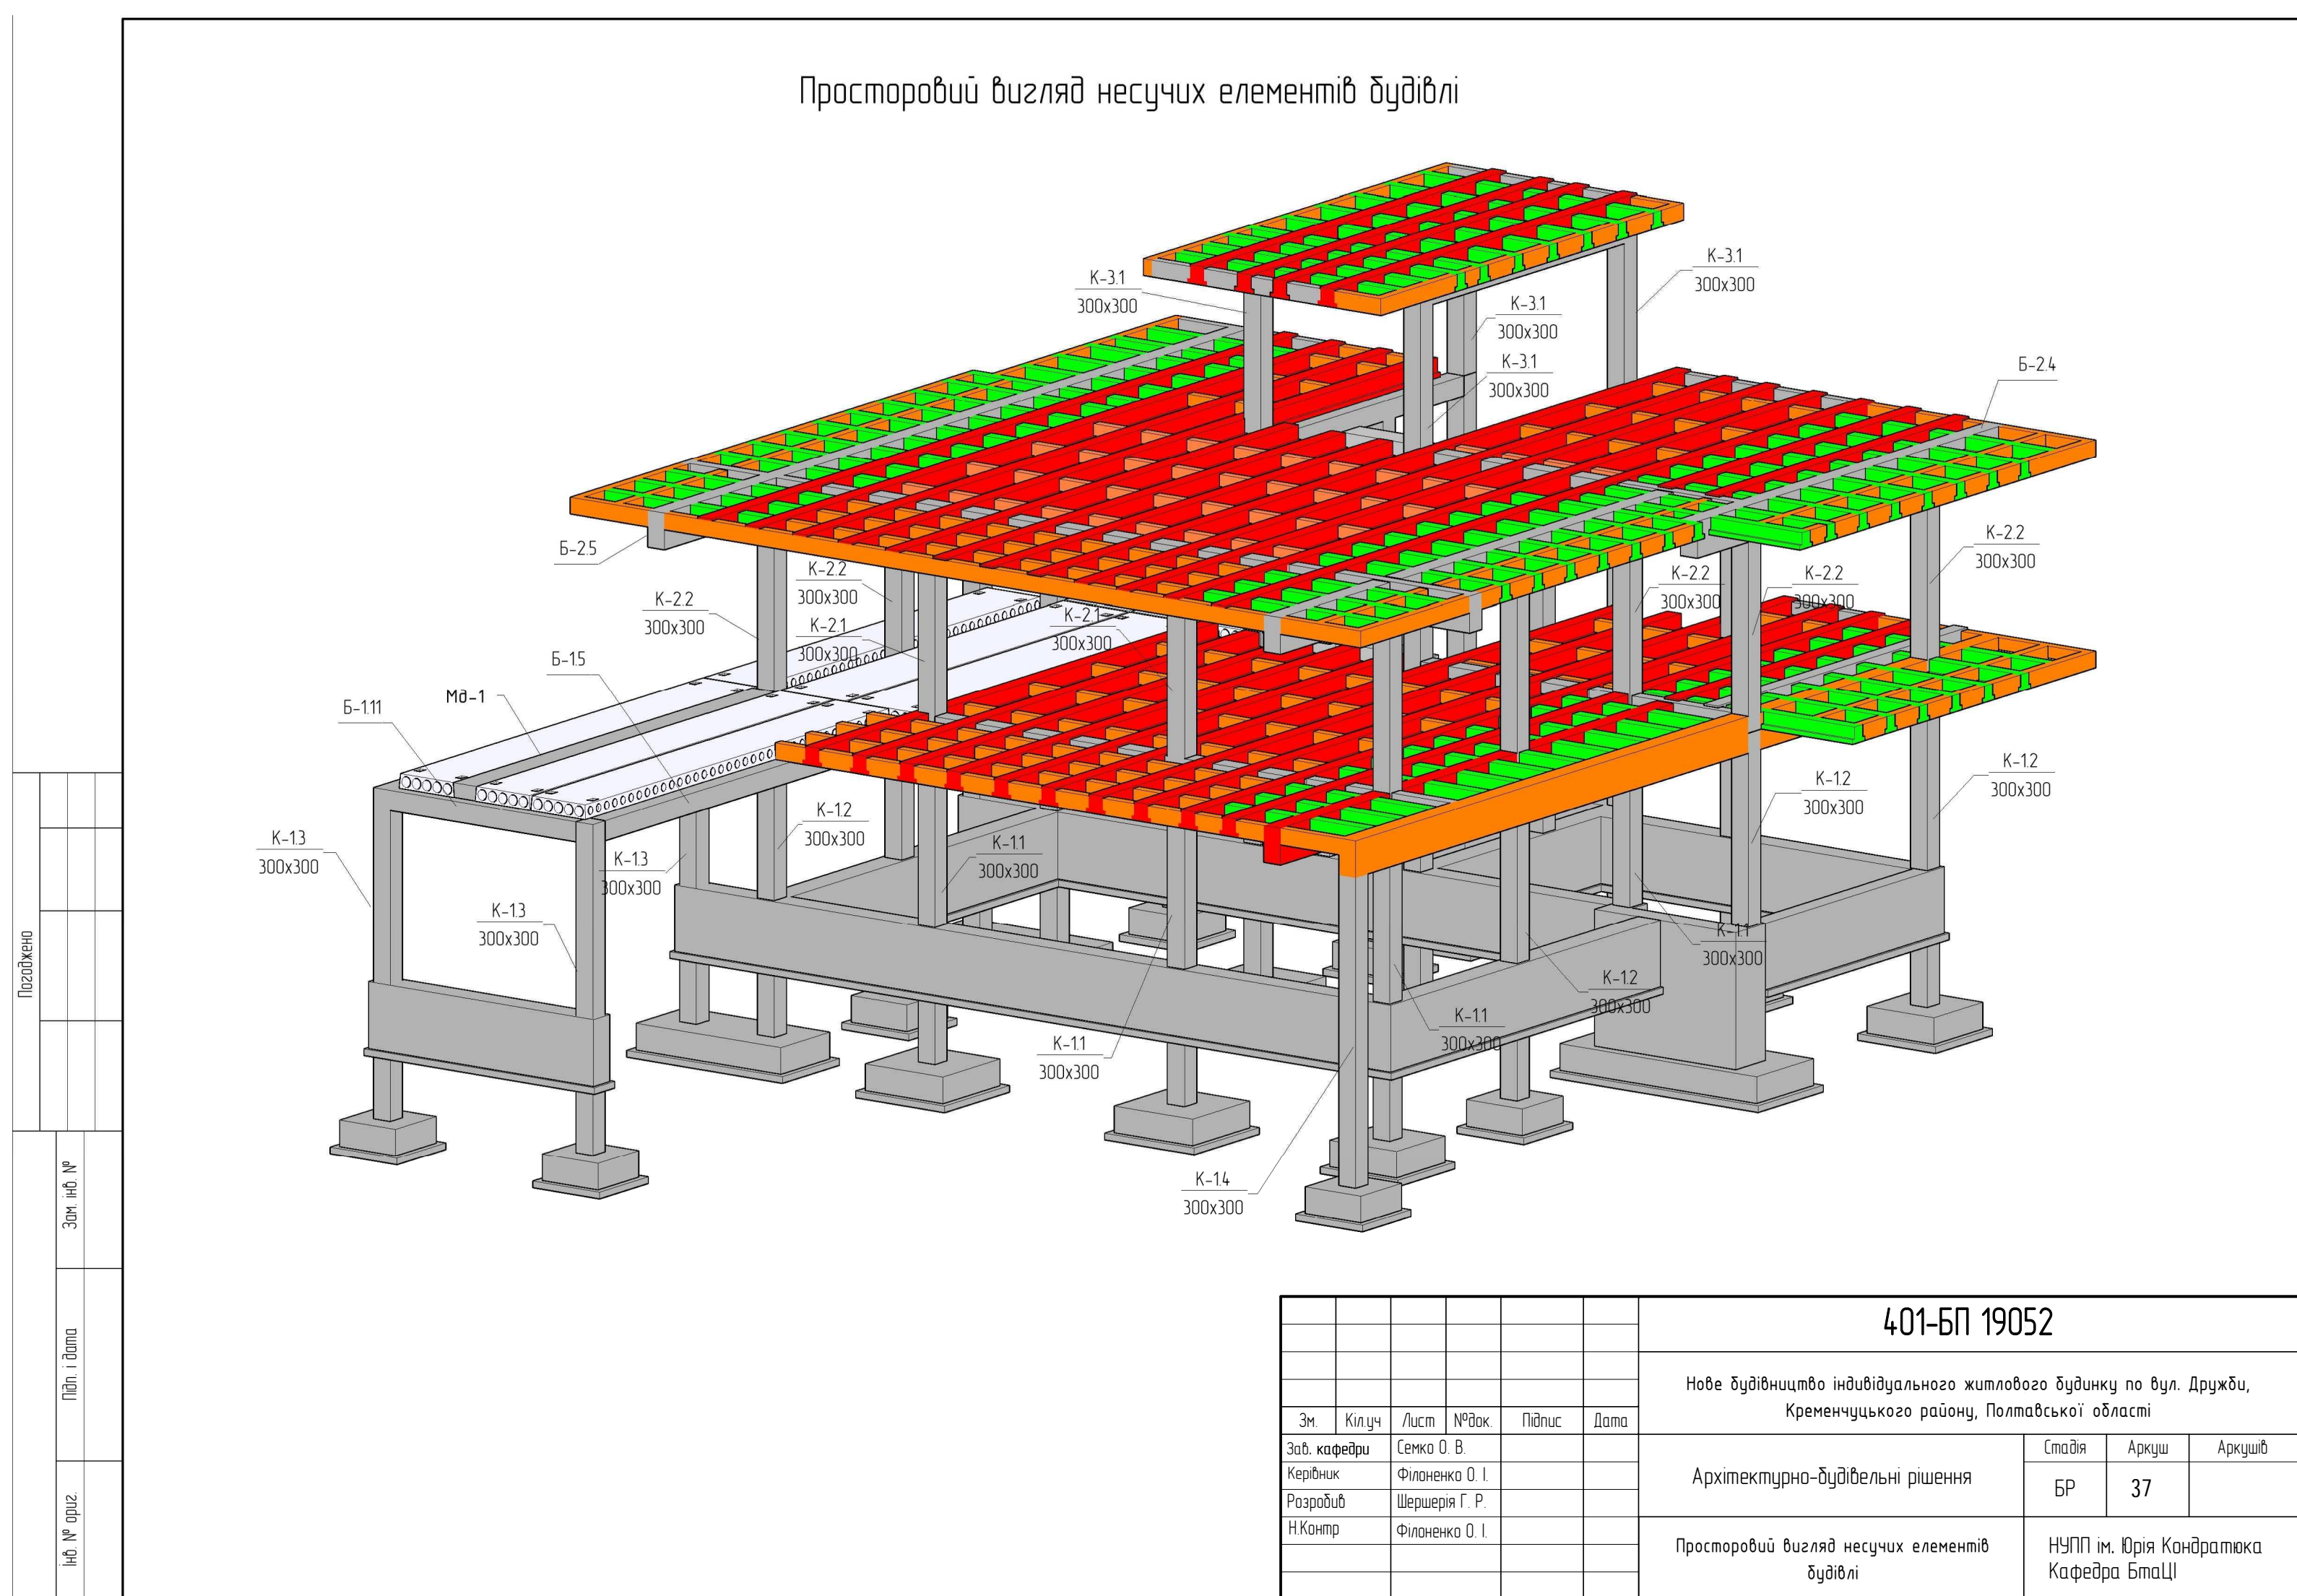 Просторовий вигляд несучих елементів будівлі
К-3.1
300х300
К-3.1
300х300
К-3.1
300х300
К-3.1
300х300
Б-2.4
Б-2.5
К-2.2
300х300
К-2.2
300х300
К-2.2
300х300
К-2.2
300х300
К-2.2
300х300
К-2.1
300х300
К-2.1
300х300
Б-1.5
Мд-1
Б-1.11
К-1.3
300х300
К-1.3
300х300
К-1.3
300х300
К-1.2
300х300
К-1.1
300х300
К-1.2
300х300
К-1.2
300х300
К-1.1
300х300
К-1.2
300х300
К-1.1
300х300
К-1.1
300х300
К-1.4
300х300
Погоджено
Зам. інв. №
Підп. і дата
Інв. № ориг.
401-БП 19052
Нове будівництво індивідуального житлового будинку по вул. Дружби,
Кременчуцького району, Полтавської області
Зм. Кіл.уч Лист №док. Підпис Дата
Зав. кафедри Семко О. В.
Керівник Філоненко О. І.
Розробив Шершерія Г. Р.
Н.Контр Філоненко О. І.
Архітектурно-будівельні рішення
Стадія Аркуш Аркушів
БР 37
Просторовий вигляд несучих елементів
будівлі
НУПП ім. Юрія Кондратюка
Кафедра БтаЦІ